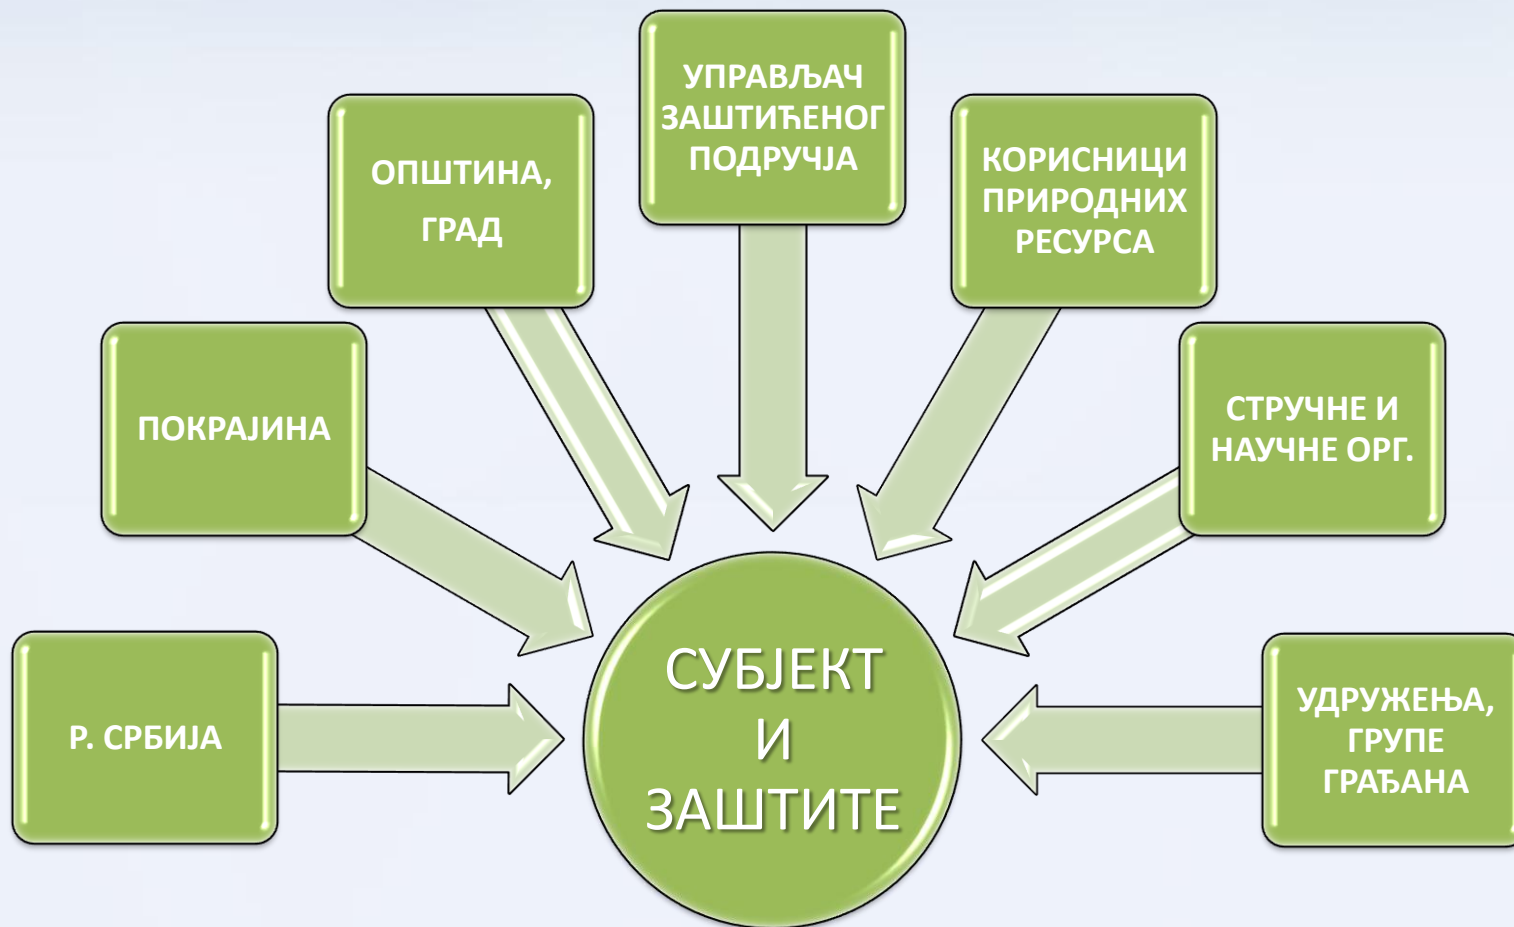 УПРАВЉАЧ
ЗАШТИЋЕНОГ
ПОДРУЧЈА
ОПШТИНА,
ГРАД
КОРИСНИЦИ
ПРИРОДНИХ
РЕСУРСА
ПОКРАЈИНА
СТРУЧНЕ И
НАУЧНЕ ОРГ.
Р. СРБИЈА
СУБЈЕКТ
И
ЗАШТИТЕ
УДРУЖЕЊА,
ГРУПЕ
ГРАЂАНА